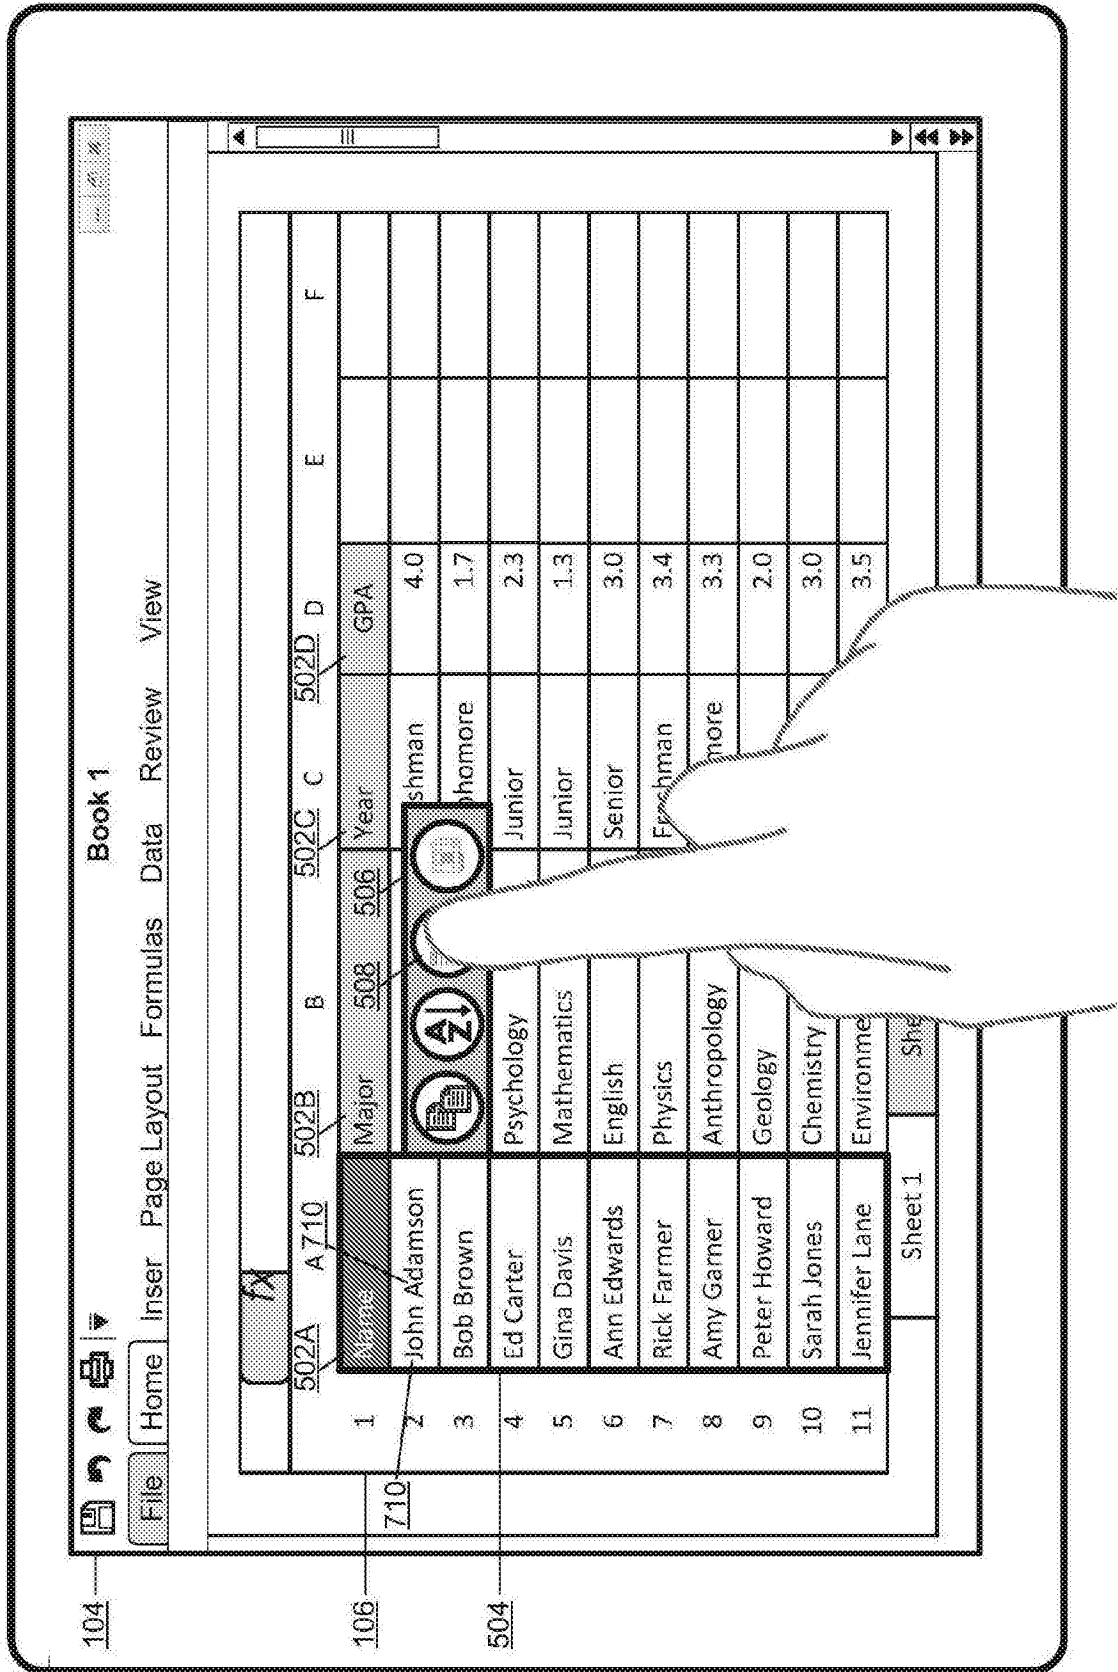 104
Book 1
File Home Inser Page Layout Formulas Data Review View
fx
502A A 710 502B B 502C C 502D D E F
106
1 Name Major 508 506 Year GPA
710
2 John Adamson shman 4.0
A
Z
3 Bob Brown phomore 1.7
504
4 Ed Carter Psychology Junior 2.3
5 Gina Davis Mathematics Junior 1.3
6 Ann Edwards English Senior 3.0
7 Rick Farmer Physics Freshman 3.4
8 Amy Garner Anthropology more 3.3
9 Peter Howard Geology 2.0
10 Sarah Jones Chemistry 3.0
11 Jennifer Lane Environme 3.5
Sheet 1 She